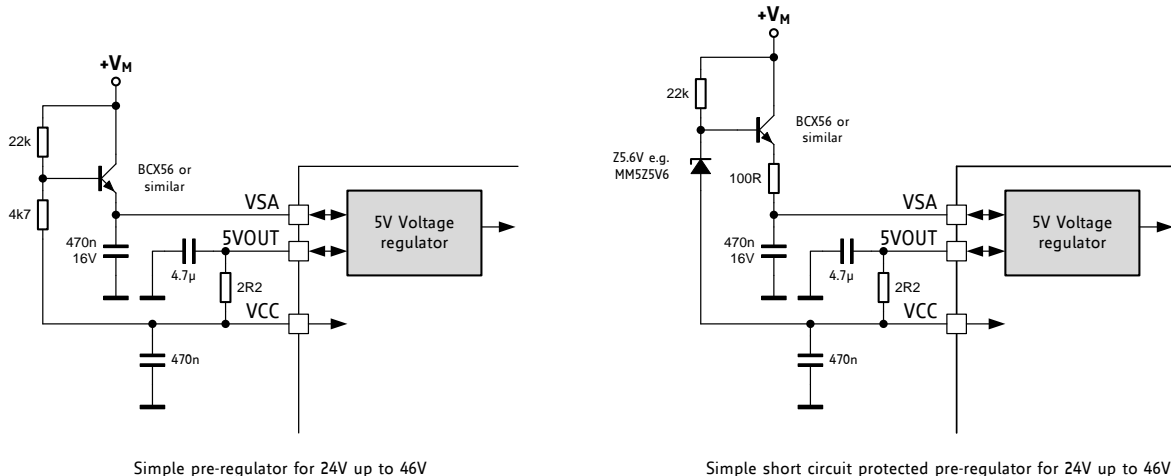 +VM
22k
BCX56 or
similar
4k7
VSA
5V Voltage
regulator
470n
16V
5VOUT
4.7µ
2R2
VCC
470n
Simple pre-regulator for 24V up to 46V
+VM
22k
BCX56 or
similar
Z5.6V e.g.
MM5Z5V6
100R
VSA
5V Voltage
regulator
470n
16V
5VOUT
4.7µ
2R2
VCC
470n
Simple short circuit protected pre-regulator for 24V up to 46V